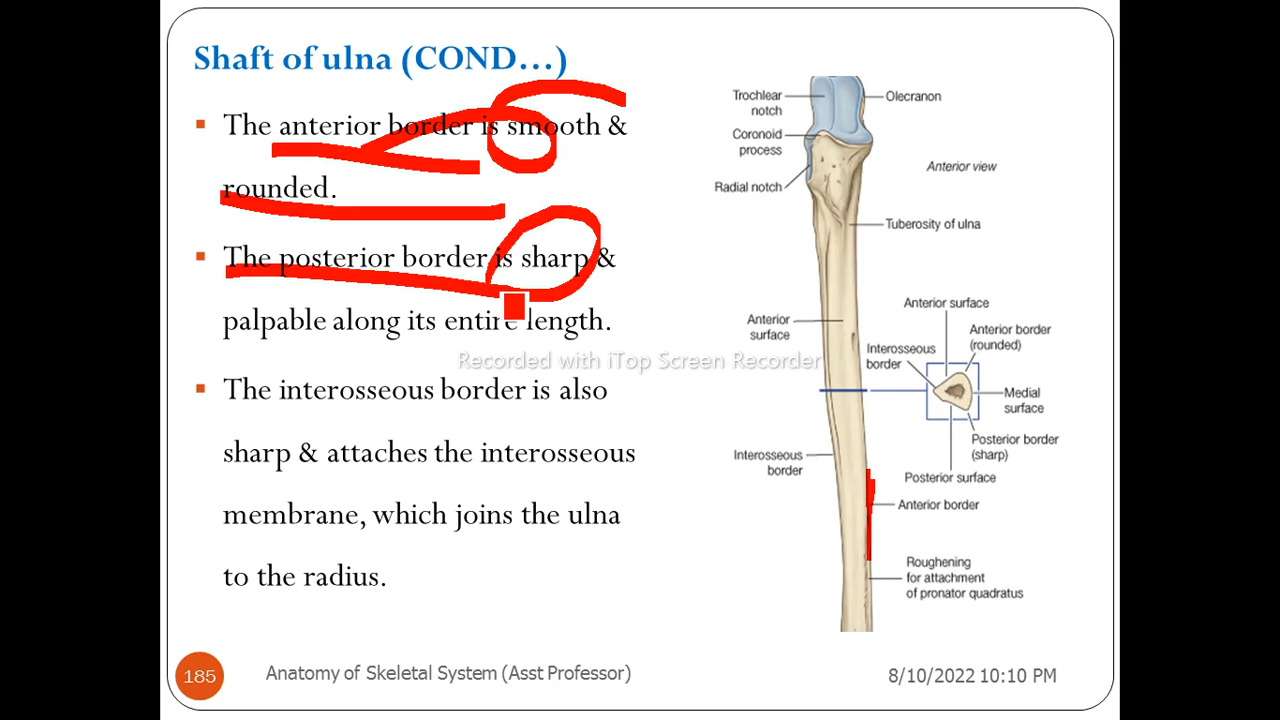 Shaft of ulna (COND…)
▪ The anterior border is smooth &
rounded.
▪ The posterior border is sharp &
palpable along its entire length.
▪ The interosseous border is also
sharp & attaches the interosseous
membrane, which joins the ulna
to the radius.
Trochlear
notch
Olecranon
Coronoid
process
Anterior view
Radial notch
Tuberosity of ulna
Anterior
surface
Anterior surface
Anterior border
(rounded)
Interosseous
border
Medial
surface
Posterior border
(sharp)
Posterior surface
Interosseous
border
Anterior border
Roughening
for attachment
of pronator quadratus
Recorded with iTop Screen Recorder
185
Anatomy of Skeletal System (Asst Professor)
8/10/2022 10:10 PM